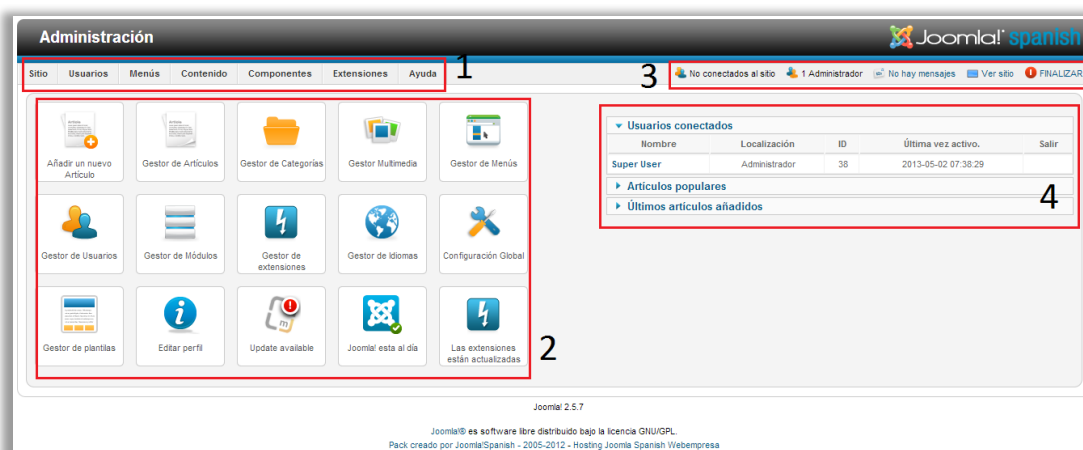 Administración
Joomla!® spanish
Sitio Usuarios Menús Contenido Componentes Extensiones Ayuda
1
3
No conectados al sitio 1 Administrador No hay mensajes Ver sitio FINALIZAR
Añadir un nuevo
Artículo
Gestor de Artículos
Gestor de Categorías
Gestor Multimedia
Gestor de Menús
Gestor de Usuarios
Gestor de Módulos
Gestor de
extensiones
Gestor de Idiomas
Configuración Global
Gestor de plantilas
Editar perfil
Update available
Joomla! esta al día
Las extensiones
están actualizadas
2
Usuarios conectados
Nombre Localización ID Última vez activo. Salir
Super User Administrador 38 2013-05-02 07:38:29
Artículos populares
Últimos artículos añadidos
4
Joomla! 2.5.7
Joomla!® es software libre distribuido bajo la licencia GNU/GPL.
Pack creado por Joomla!Spanish - 2005-2012 - Hosting Joomla Spanish Webempresa